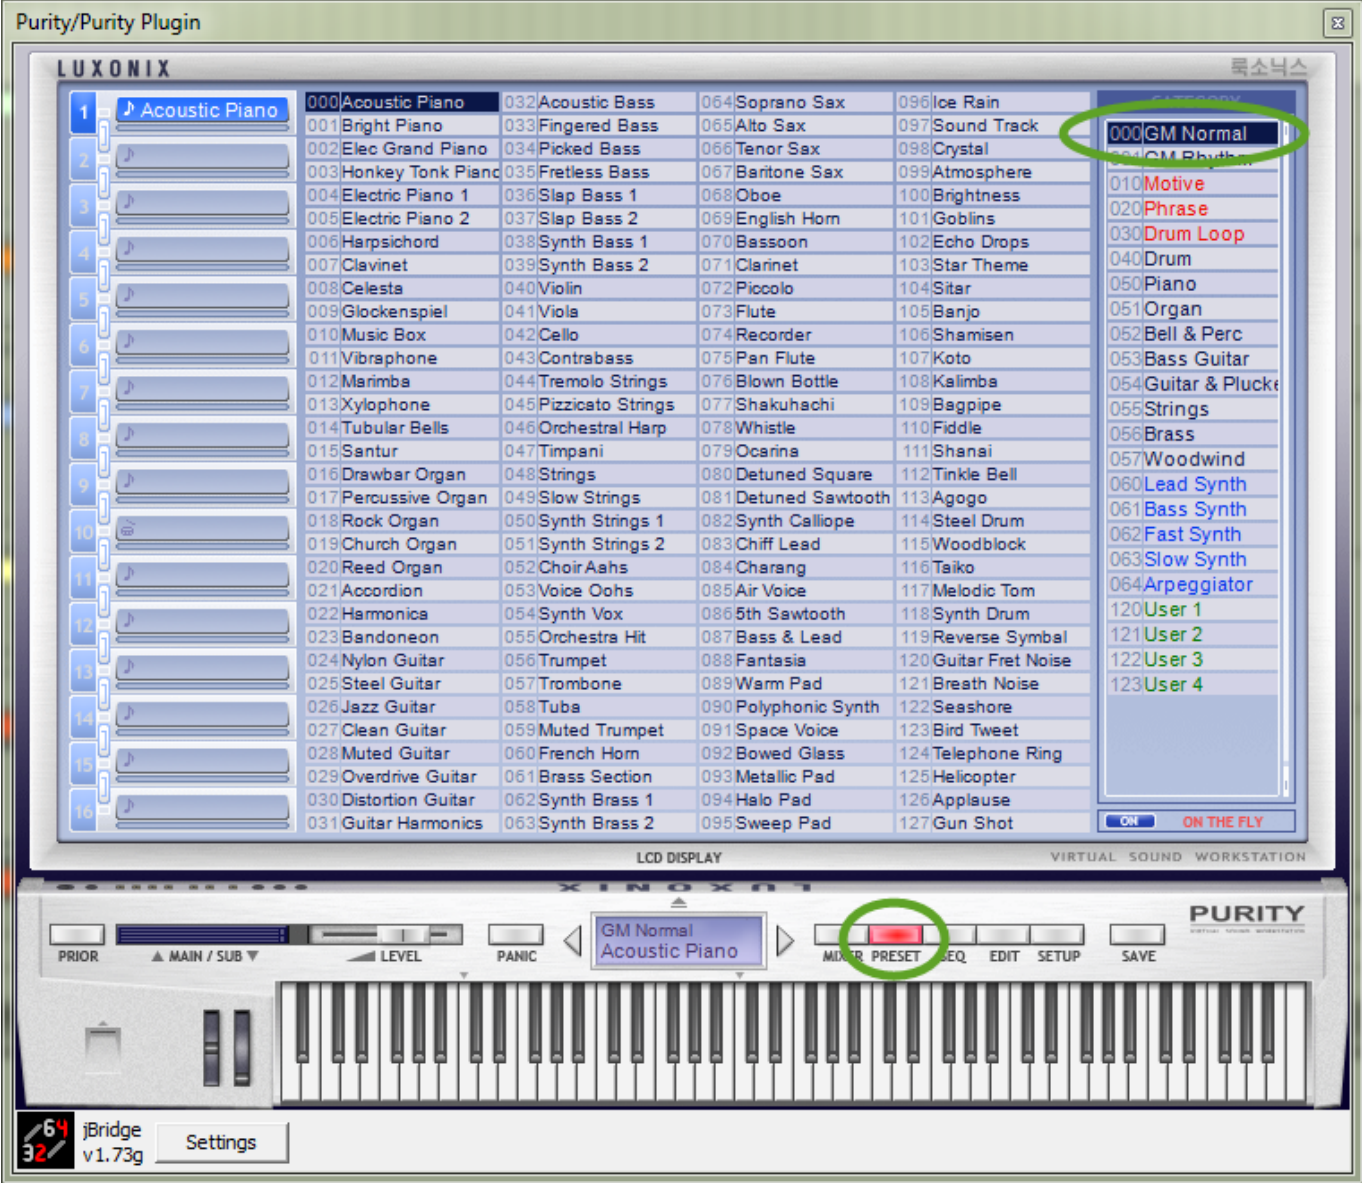 Purity/Purity Plugin
LUXONIX
룩소닉스
1 Acoustic Piano
2
3
4
5
6
7
8
9
10
11
12
13
14
15
16
000 Acoustic Piano 032 Acoustic Bass 064 Soprano Sax 096 Ice Rain
001 Bright Piano 033 Fingered Bass 065 Alto Sax 097 Sound Track
002 Elec Grand Piano 034 Picked Bass 066 Tenor Sax 098 Crystal
003 Honkey Tonk Piano 035 Fretless Bass 067 Baritone Sax 099 Atmosphere
004 Electric Piano 1 036 Slap Bass 1 068 Oboe 100 Brightness
005 Electric Piano 2 037 Slap Bass 2 069 English Horn 101 Goblins
006 Harpsichord 038 Synth Bass 1 070 Bassoon 102 Echo Drops
007 Clavinet 039 Synth Bass 2 071 Clarinet 103 Star Theme
008 Celesta 040 Violin 072 Piccolo 104 Sitar
009 Glockenspiel 041 Viola 073 Flute 105 Banjo
010 Music Box 042 Cello 074 Recorder 106 Shamisen
011 Vibraphone 043 Contrabass 075 Pan Flute 107 Koto
012 Marimba 044 Tremolo Strings 076 Blown Bottle 108 Kalimba
013 Xylophone 045 Pizzicato Strings 077 Shakuhachi 109 Bagpipe
014 Tubular Bells 046 Orchestral Harp 078 Whistle 110 Fiddle
015 Santur 047 Timpani 079 Ocarina 111 Shanai
016 Drawbar Organ 048 Strings 080 Detuned Square 112 Tinkle Bell
017 Percussive Organ 049 Slow Strings 081 Detuned Sawtooth 113 Agogo
018 Rock Organ 050 Synth Strings 1 082 Synth Calliope 114 Steel Drum
019 Church Organ 051 Synth Strings 2 083 Chiff Lead 115 Woodblock
020 Reed Organ 052 Choir Aahs 084 Charang 116 Taiko
021 Accordion 053 Voice Oohs 085 Air Voice 117 Melodic Tom
022 Harmonica 054 Synth Vox 086 5th Sawtooth 118 Synth Drum
023 Bandoneon 055 Orchestra Hit 087 Bass & Lead 119 Reverse Symbal
024 Nylon Guitar 056 Trumpet 088 Fantasia 120 Guitar Fret Noise
025 Steel Guitar 057 Trombone 089 Warm Pad 121 Breath Noise
026 Jazz Guitar 058 Tuba 090 Polyphonic Synth 122 Seashore
027 Clean Guitar 059 Muted Trumpet 091 Space Voice 123 Bird Tweet
028 Muted Guitar 060 French Horn 092 Bowed Glass 124 Telephone Ring
029 Overdrive Guitar 061 Brass Section 093 Metallic Pad 125 Helicopter
030 Distortion Guitar 062 Synth Brass 1 094 Halo Pad 126 Applause
031 Guitar Harmonics 063 Synth Brass 2 095 Sweep Pad 127 Gun Shot
CATEGORY
000 GM Normal
001 GM Rhythm
010 Motive
020 Phrase
030 Drum Loop
040 Drum
050 Piano
051 Organ
052 Bell & Perc
053 Bass Guitar
054 Guitar & Plucke
055 Strings
056 Brass
057 Woodwind
060 Lead Synth
061 Bass Synth
062 Fast Synth
063 Slow Synth
064 Arpeggiator
120 User 1
121 User 2
122 User 3
123 User 4
ON ON THE FLY
LCD DISPLAY
VIRTUAL SOUND WORKSTATION
LUXONIX
PURITY
VIRTUAL SOUND WORKSTATION
GM Normal
Acoustic Piano
PRIOR MAIN / SUB LEVEL PANIC MIXER PRESET SEQ EDIT SETUP SAVE
64
32
jBridge
v1.73g
Settings